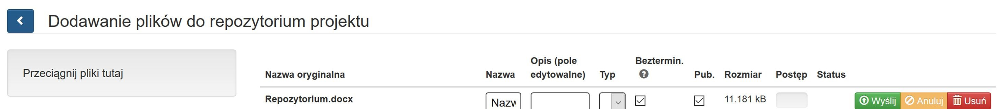 Dodawanie plików do repozytorium projektu
Przeciągnij pliki tutaj
Nazwa oryginalna Nazwa Opis (pole edytowalne) Typ Beztermin. Pub. Rozmiar Postęp Status
Repozytorium.docx Nazw 11.181 kB Wyślij Anuluj Usuń